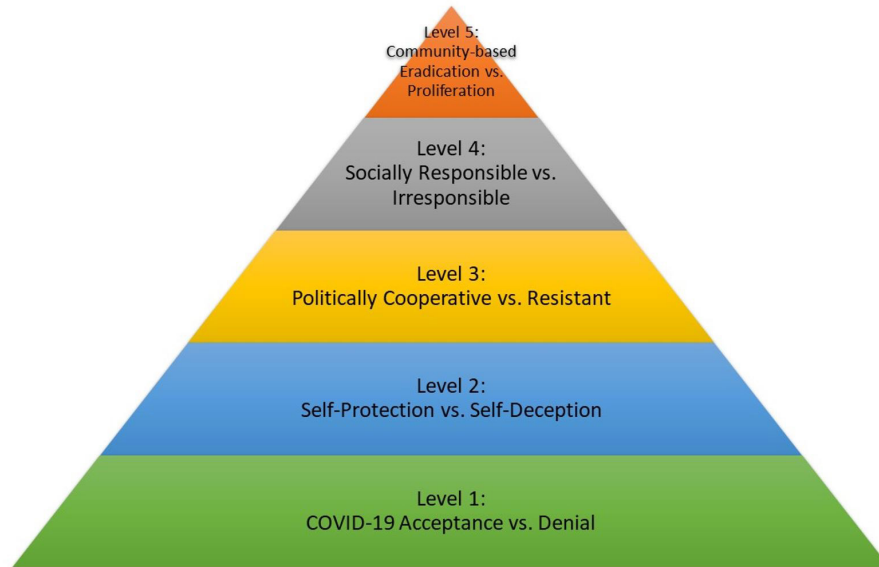 Level 5:
Community-based
Eradication vs.
Proliferation
Level 4:
Socially Responsible vs.
Irresponsible
Level 3:
Politically Cooperative vs. Resistant
Level 2:
Self-Protection vs. Self-Deception
Level 1:
COVID-19 Acceptance vs. Denial